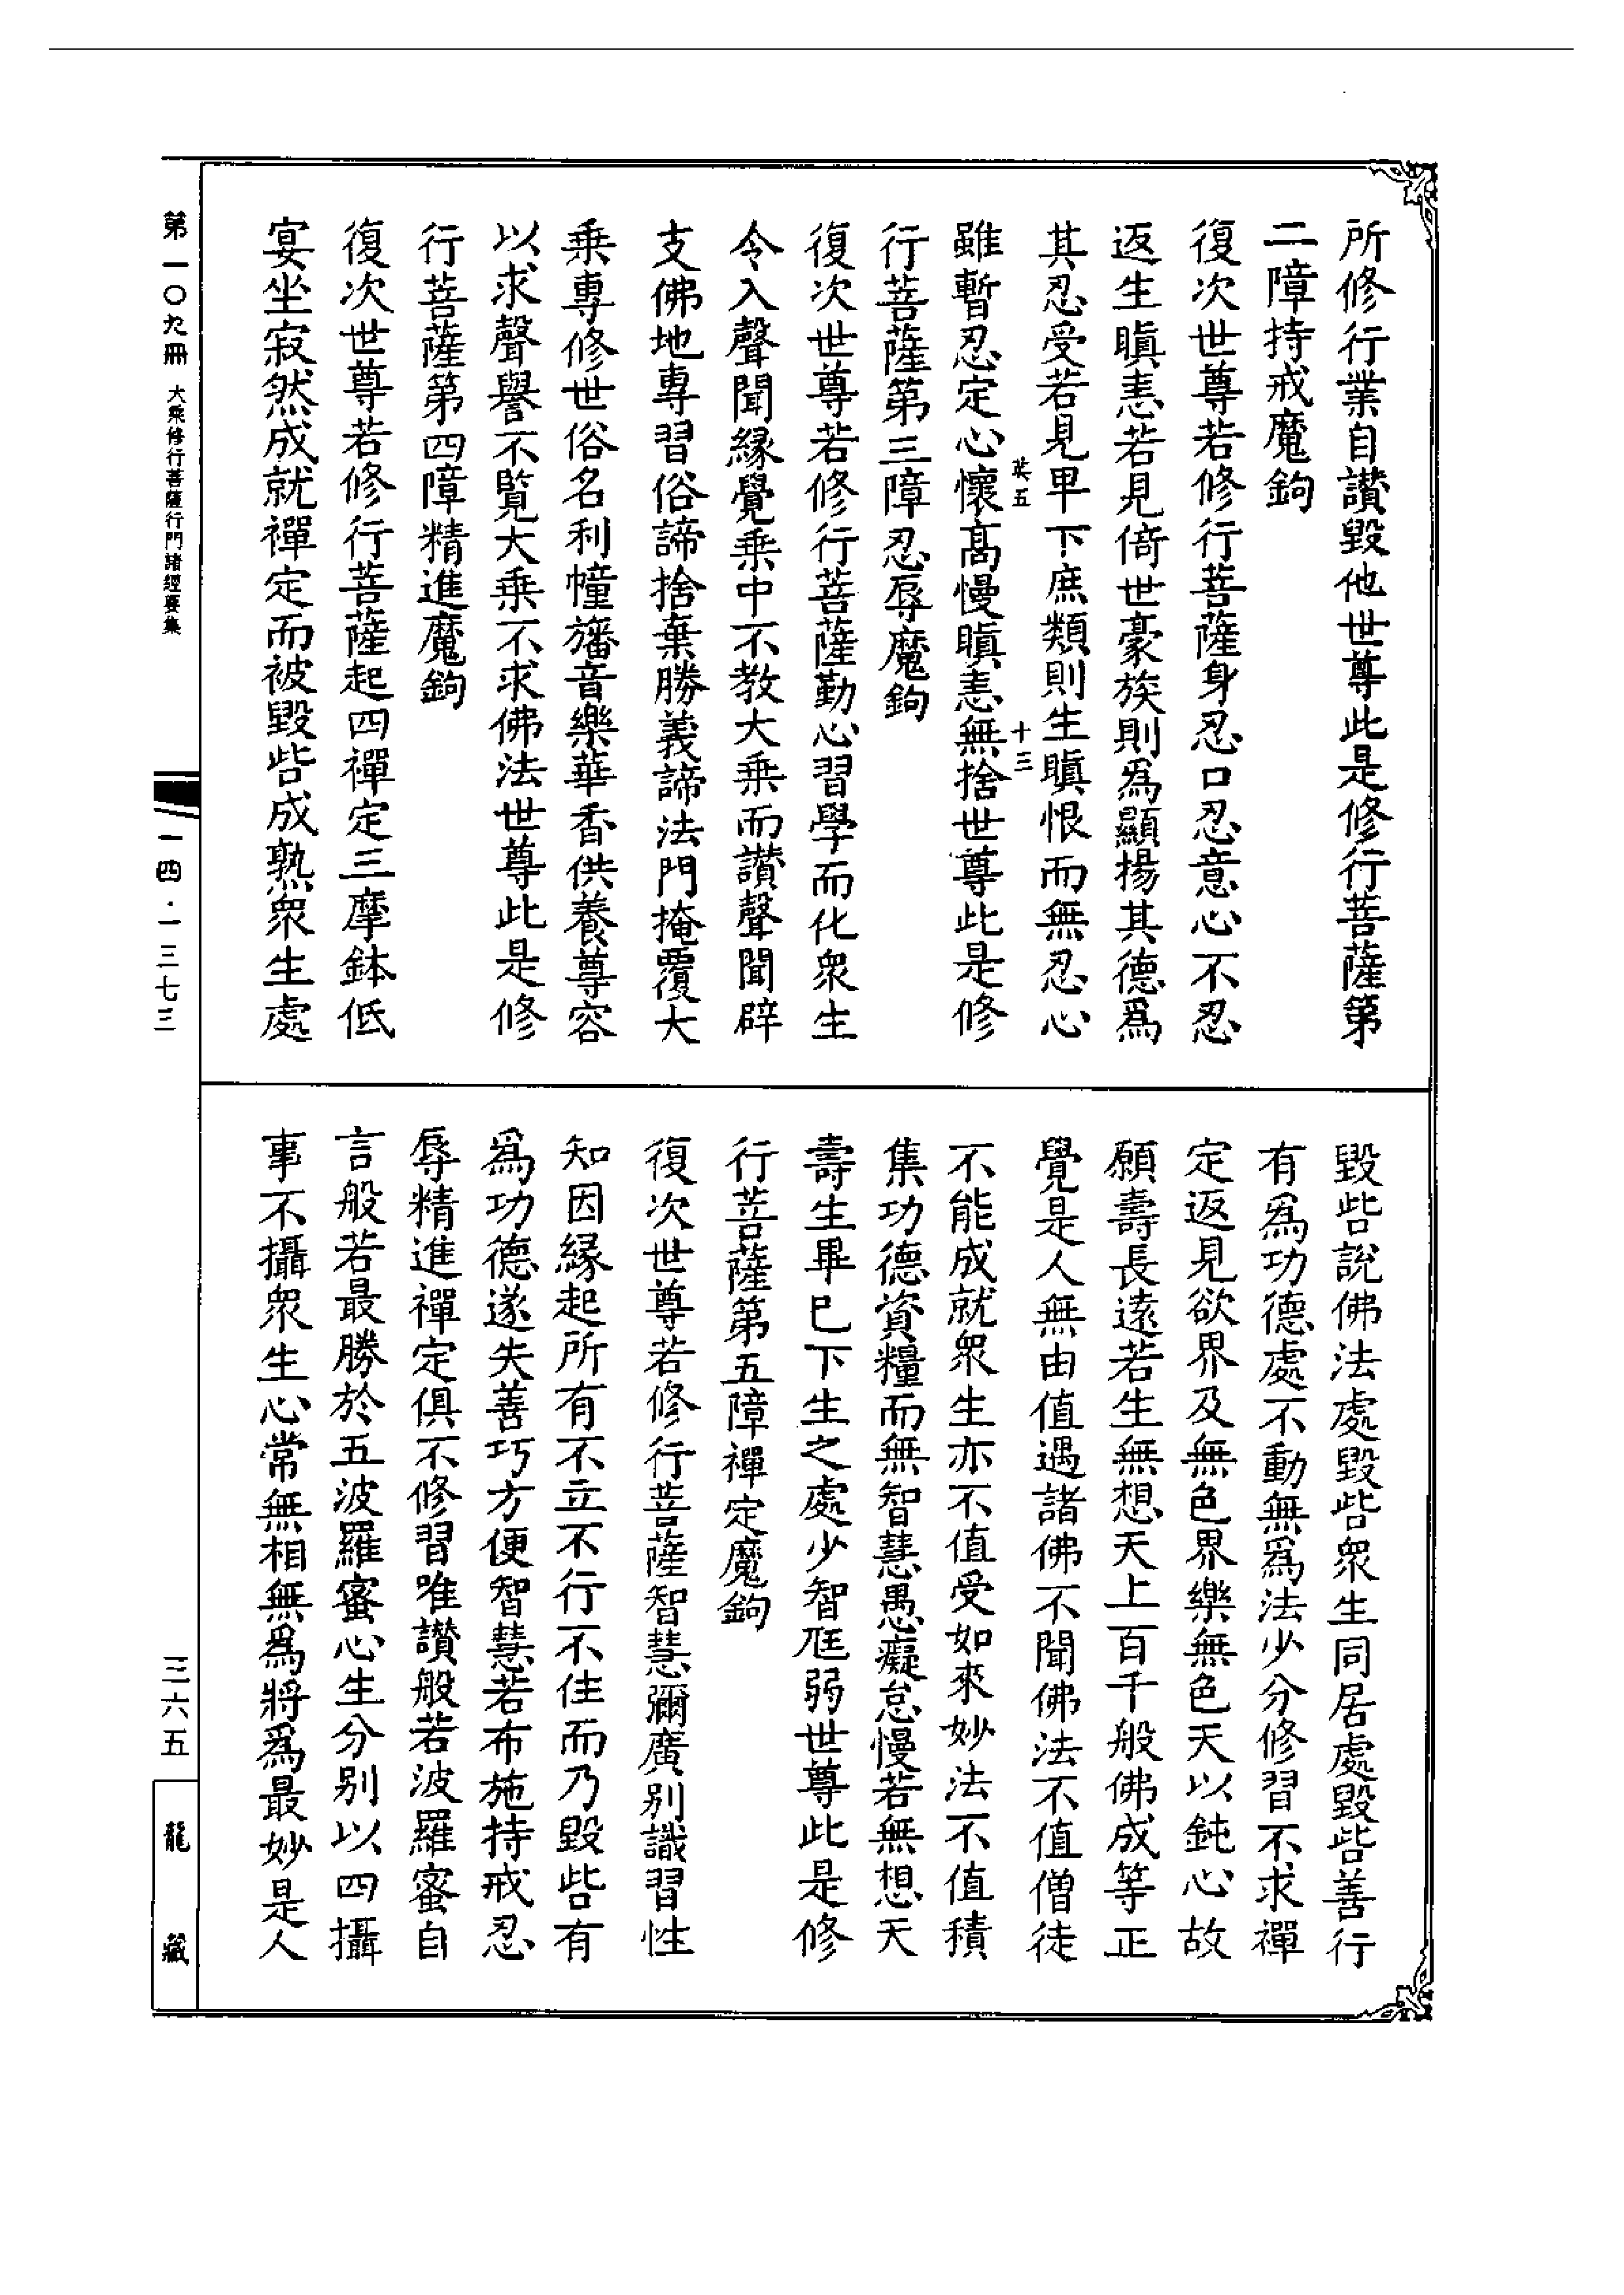 所修行業自讃毀他世尊此是修行菩薩第
二障持戒魔鉤
復次世尊若修行菩薩身忍口忍意心不忍
返生瞋恚若見倚世豪族則爲顯揚其德爲
其忍受若見卑下庶類則生瞋恨而無忍心
英五
十三
雖暫忍定心懷髙慢瞋恚無捨世尊此是修
行菩薩第三障忍辱魔鉤
復次世尊若修行菩薩勤心習學而化衆生
令入聲聞緣覺乘中不教大乘而讃聲聞辟
支佛地專習俗諦捨棄勝義諦法門掩覆大
乘專修世俗名利幢旛音樂華香供養尊容
以求聲譽不覽大乘不求佛法世尊此是修
行菩薩第四障精進魔鉤
復次世尊若修行菩薩起四禪定三摩鉢低
宴坐寂然成就禪定而被毀呰成熟衆生處
毀呰說佛法處毀呰衆生同居處毀呰善行
有爲功德處不動無爲法少分修習不求禪
定返見欲界及無色界樂無色天以鈍心故
願壽長遠若生無想天上百千般佛成等正
覺是人無由值遇諸佛不聞佛法不值僧徒
不能成就衆生亦不值受如來妙法不值積
集功德資糧而無智慧愚癡怠慢若無想天
壽生畢已下生之處少智尫弱世尊此是修
行菩薩第五障禪定魔鉤
復次世尊若修行菩薩智慧彌廣別識習性
知因緣起所有不立不行不住而乃毀呰有
爲功德遂失善巧方便智慧若布施持戒忍
辱精進禪定俱不修習唯讃般若波羅蜜自
言般若最勝於五波羅蜜心生分別以四攝
事不攝衆生心常無相無爲將爲最妙是人
第一〇九冊 大乘修行菩薩行門諸經要集
一四·一三七三
三六五
龍藏